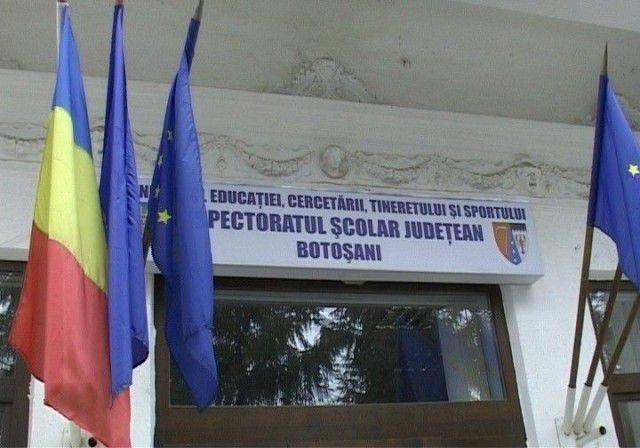 EDUCAȚIEI, CERCETĂRII, TINERETULUI ȘI SPORTULUI
PECTORATUL ȘCOLAR JUDEȚEAN
BOTOȘANI